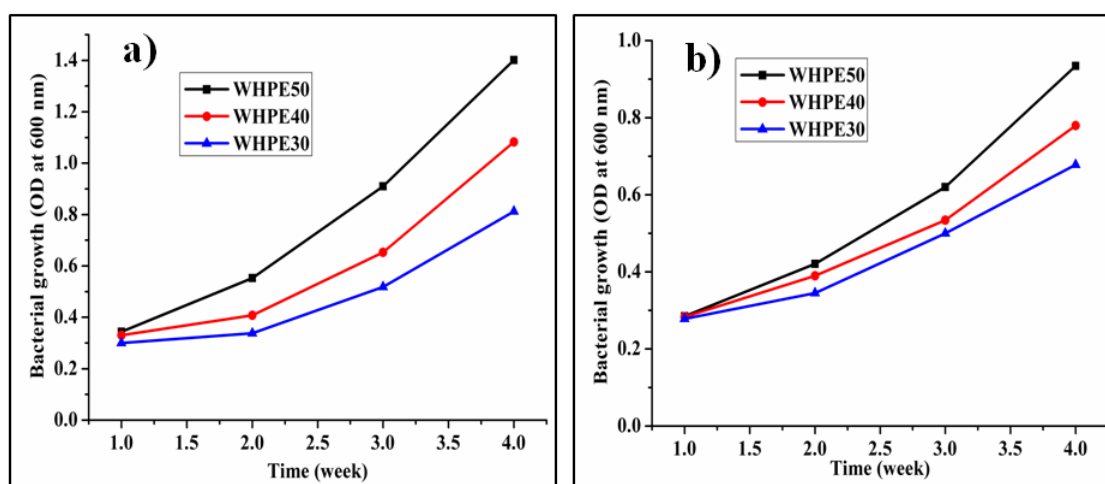 a)
WHPE50
WHPE40
WHPE30
Bacterial growth (OD at 600 nm)
1.4
1.2
1.0
0.8
0.6
0.4
0.2
0.0
1.0 1.5 2.0 2.5 3.0 3.5 4.0
Time (week)
b)
WHPE50
WHPE40
WHPE30
Bacterial growth (OD at 600 nm)
1.0
0.8
0.6
0.4
0.2
0.0
1.0 1.5 2.0 2.5 3.0 3.5 4.0
Time (week)